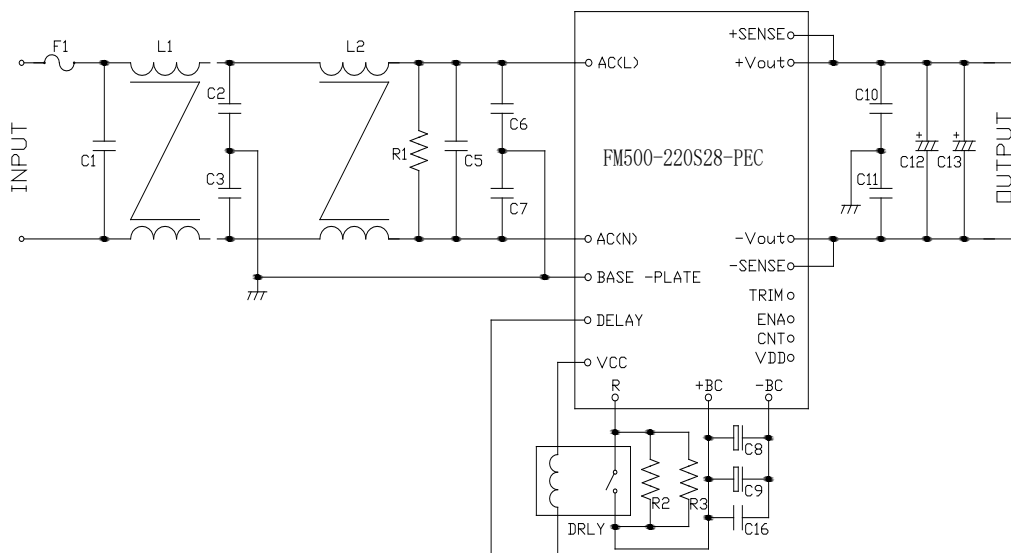 F1
L1
L2
C1
C2
C3
R1
C5
C6
C7
INPUT
AC(L)
AC(N)
BASE -PLATE
DELAY
VCC
R
+BC
-BC
FM500-220S28-PEC
+SENSE
+Vout
-Vout
-SENSE
TRIM
ENA
CNT
VDD
C10
C11
C12
C13
OUTPUT
C8
C9
C16
R2
R3
DRLY